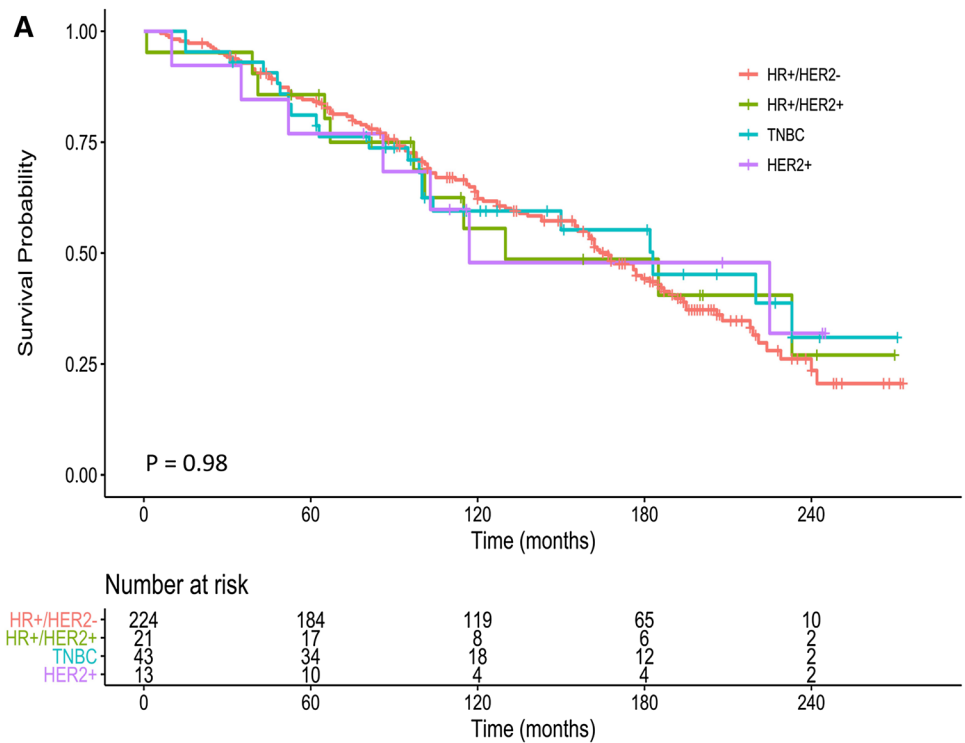 A
1.00
0.75
0.50
0.25
0.00
Survival Probability
HR+/HER2-
HR+/HER2+
TNBC
HER2+
P = 0.98
0 60 120 180 240
Time (months)
Number at risk
HR+/HER2- 224 184 119 65 10
HR+/HER2+ 21 17 8 6 2
TNBC 43 34 18 12 2
HER2+ 13 10 4 4 2
0 60 120 180 240
Time (months)